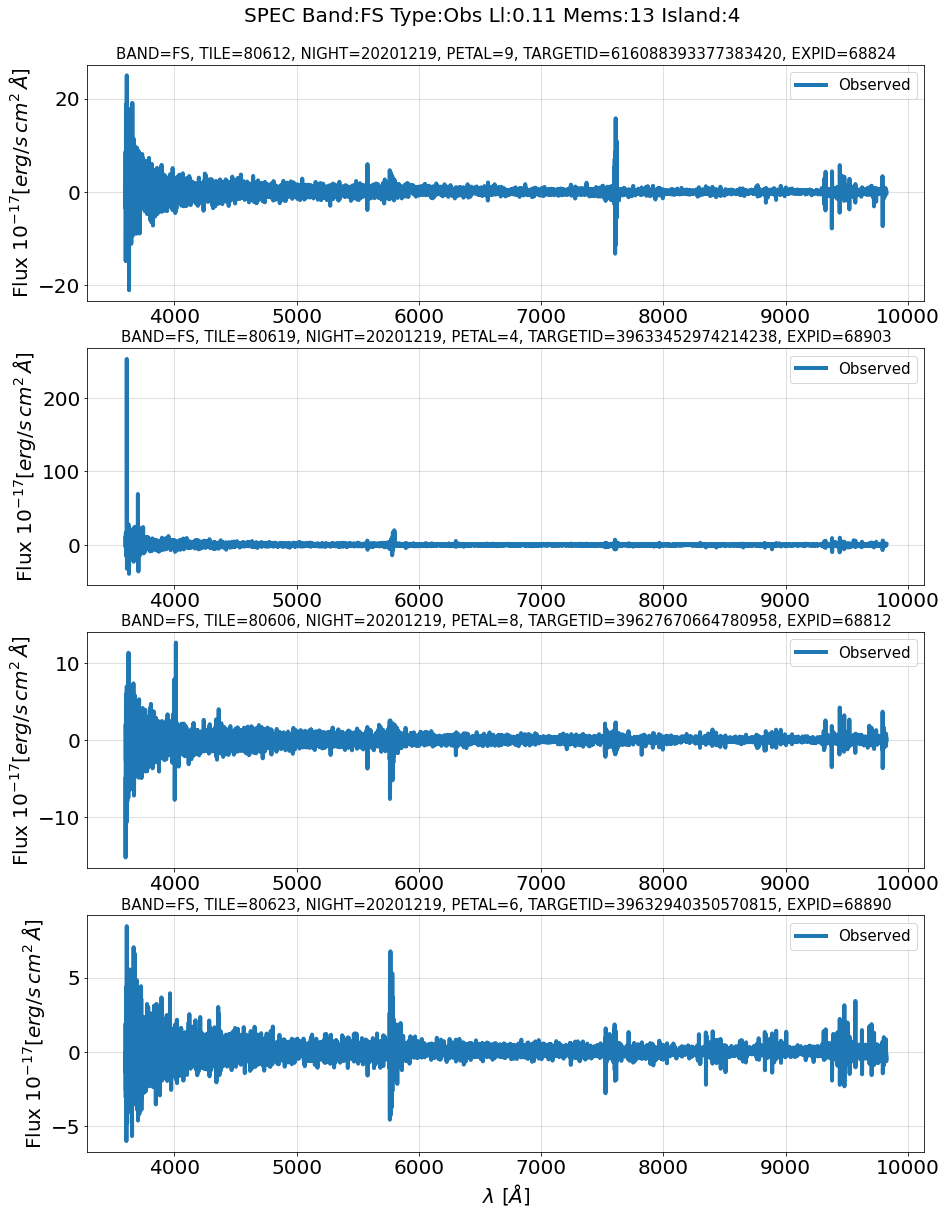 SPEC Band:FS Type:Obs Ll:0.11 Mems:13 Island:4
BAND=FS, TILE=80612, NIGHT=20201219, PETAL=9, TARGETID=616088393377383420, EXPID=68824
Flux 10⁻¹⁷[erg/s cm² Å]
20
0
−20
Observed
4000 5000 6000 7000 8000 9000 10000
BAND=FS, TILE=80619, NIGHT=20201219, PETAL=4, TARGETID=39633452974214238, EXPID=68903
Flux 10⁻¹⁷[erg/s cm² Å]
200
100
0
Observed
4000 5000 6000 7000 8000 9000 10000
BAND=FS, TILE=80606, NIGHT=20201219, PETAL=8, TARGETID=39627670664780958, EXPID=68812
Flux 10⁻¹⁷[erg/s cm² Å]
10
0
−10
Observed
4000 5000 6000 7000 8000 9000 10000
BAND=FS, TILE=80623, NIGHT=20201219, PETAL=6, TARGETID=39632940350570815, EXPID=68890
Flux 10⁻¹⁷[erg/s cm² Å]
5
0
−5
Observed
4000 5000 6000 7000 8000 9000 10000
λ [Å]